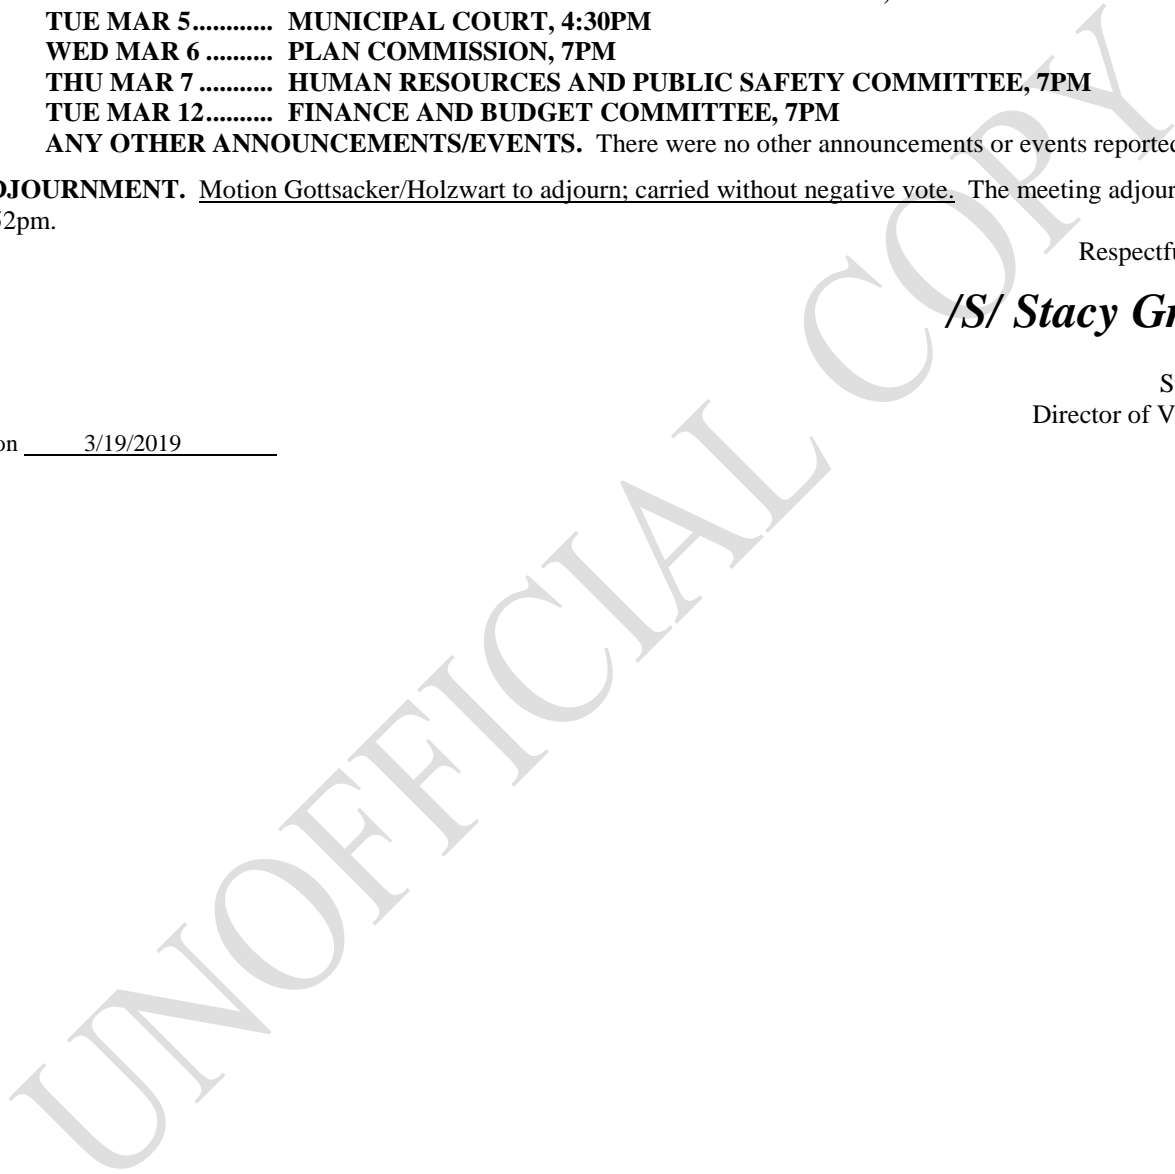 TUE MAR 5............ MUNICIPAL COURT, 4:30PM
WED MAR 6 .......... PLAN COMMISSION, 7PM
THU MAR 7 ........... HUMAN RESOURCES AND PUBLIC SAFETY COMMITTEE, 7PM
TUE MAR 12.......... FINANCE AND BUDGET COMMITTEE, 7PM
ANY OTHER ANNOUNCEMENTS/EVENTS. There were no other announcements or events reported
DJOURNMENT. Motion Gottsacker/Holzwart to adjourn; carried without negative vote. The meeting adjour
52pm.
Respectfu
/S/ Stacy Gr
S
Director of V
on 3/19/2019
UNOFFICIAL COPY